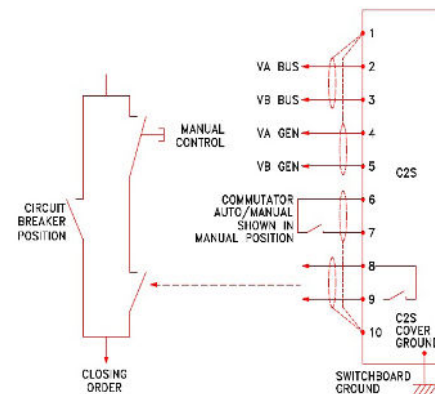 1
VA BUS
2
VB BUS
3
VA GEN
4
VB GEN
5
C2S
MANUAL
CONTROL
CIRCUIT
BREAKER
POSITION
COMMUTATOR
AUTO/MANUAL
SHOWN IN
MANUAL POSITION
6
7
8
9
C2S
COVER
GROUND
10
CLOSING
ORDER
SWITCHBOARD
GROUND